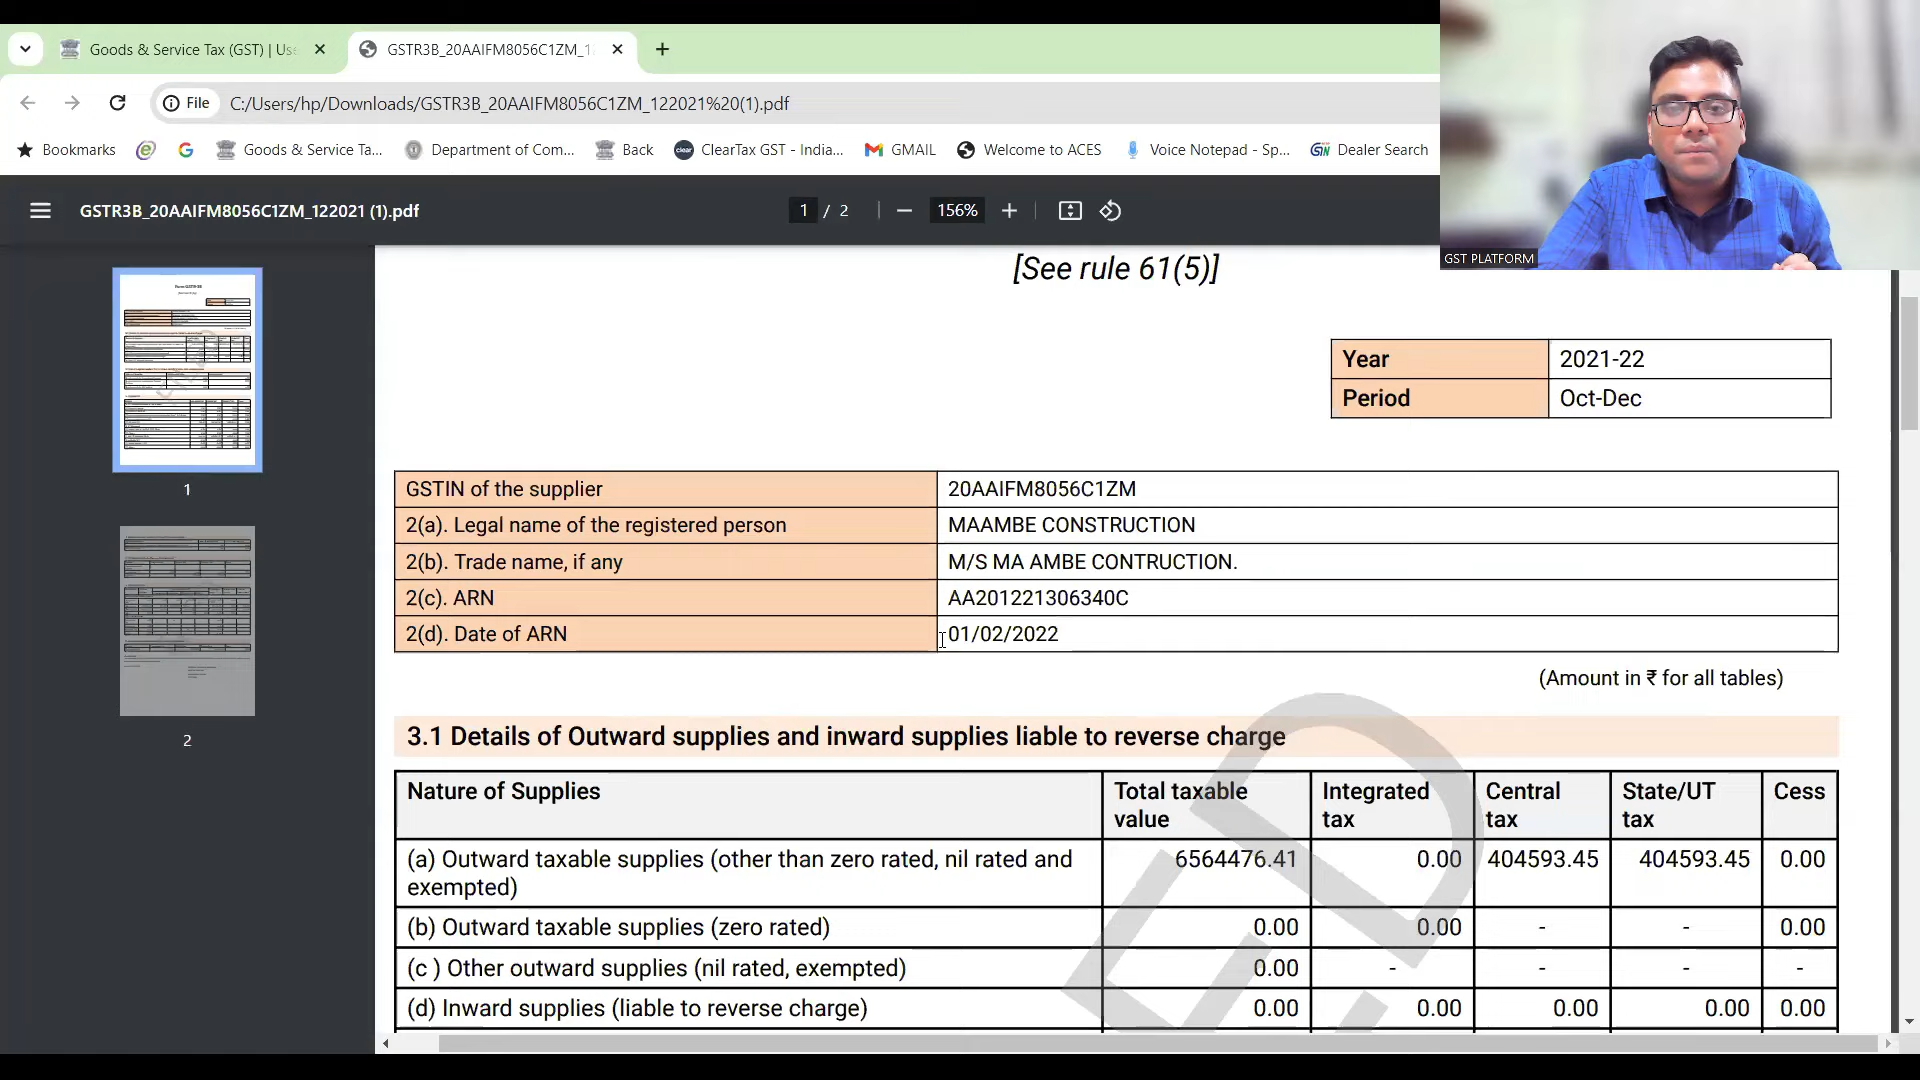 Goods & Service Tax (GST) | Us
GSTR3B_20AAIFM8056C1ZM_1
File
C:/Users/hp/Downloads/GSTR3B_20AAIFM8056C1ZM_122021%20(1).pdf
Bookmarks
Goods & Service Ta...
Department of Com...
Back
clear
ClearTax GST - India...
GMAIL
Welcome to ACES
Voice Notepad - Sp...
Dealer Search
GSTR3B_20AAIFM8056C1ZM_122021 (1).pdf
1 / 2
156%
GST PLATFORM
[See rule 61(5)]
Year 2021-22
Period Oct-Dec
GSTIN of the supplier 20AAIFM8056C1ZM
2(a). Legal name of the registered person MAAMBE CONSTRUCTION
2(b). Trade name, if any M/S MA AMBE CONTRUCTION.
2(c). ARN AA201221306340C
2(d). Date of ARN 01/02/2022
(Amount in ₹ for all tables)
3.1 Details of Outward supplies and inward supplies liable to reverse charge
Nature of Supplies Total taxable value Integrated tax Central tax State/UT tax Cess
(a) Outward taxable supplies (other than zero rated, nil rated and exempted) 6564476.41 0.00 404593.45 404593.45 0.00
(b) Outward taxable supplies (zero rated) 0.00 0.00 - - 0.00
(c ) Other outward supplies (nil rated, exempted) 0.00 - - - -
(d) Inward supplies (liable to reverse charge) 0.00 0.00 0.00 0.00 0.00
1
2